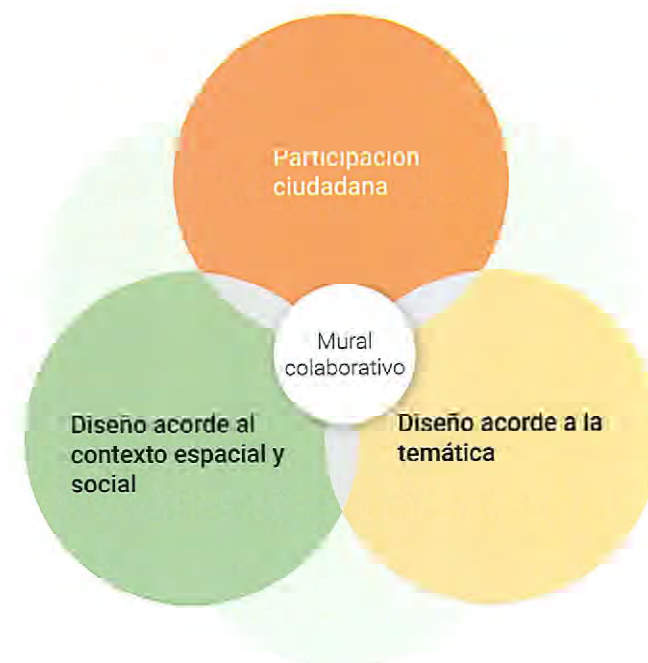 Participacion
ciudadana
Mural
colaborativo
Diseño acorde al
contexto espacial y
social
Diseño acorde a la
temática